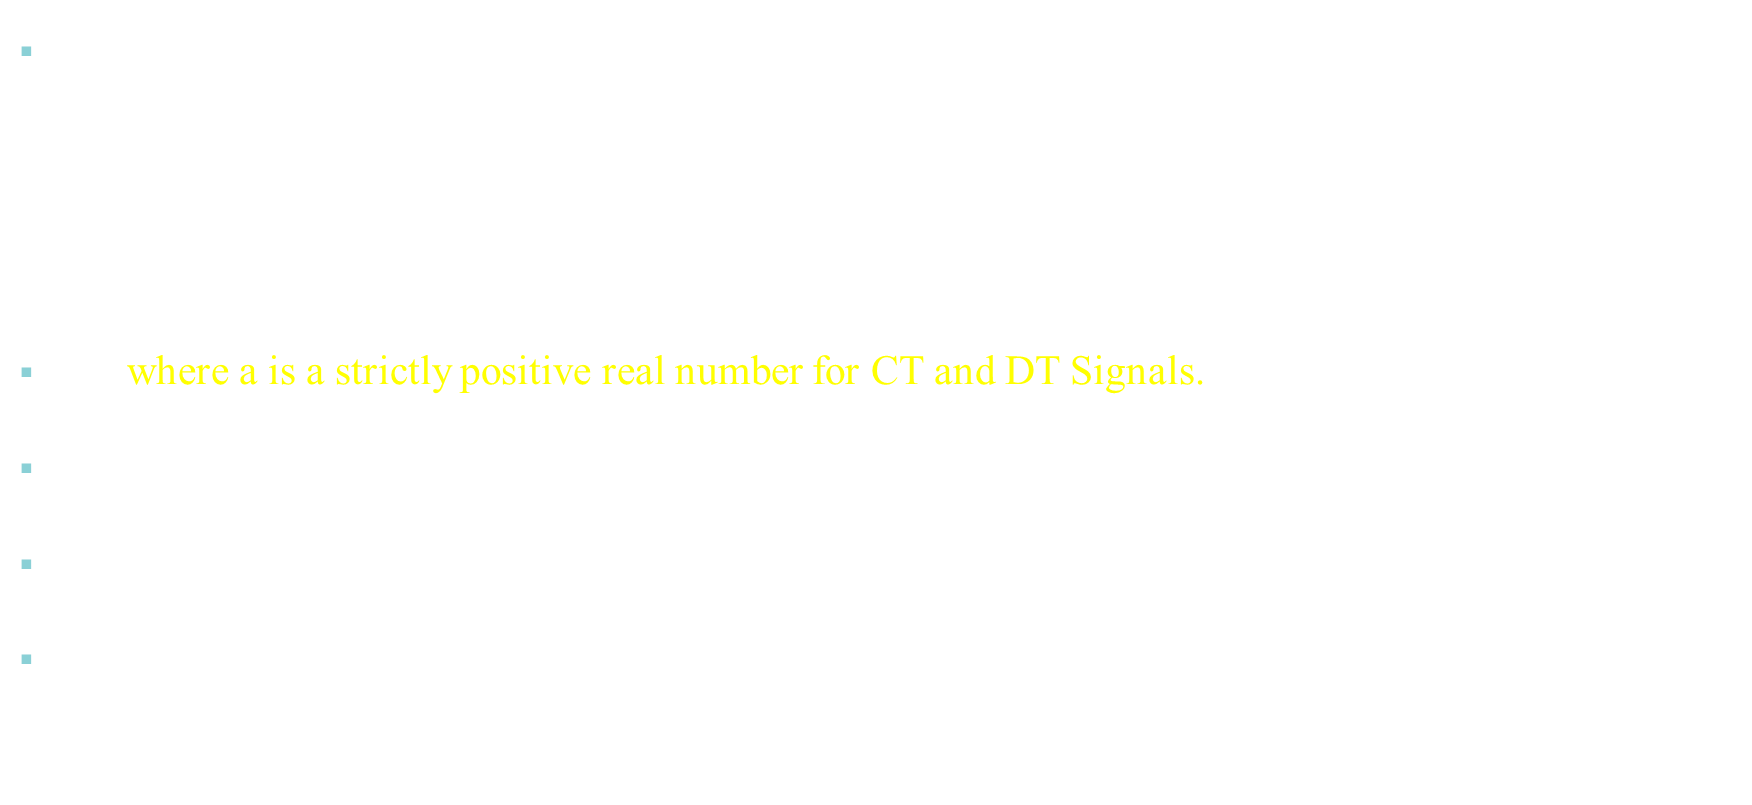 where a is a strictly positive real number for CT and DT Signals.